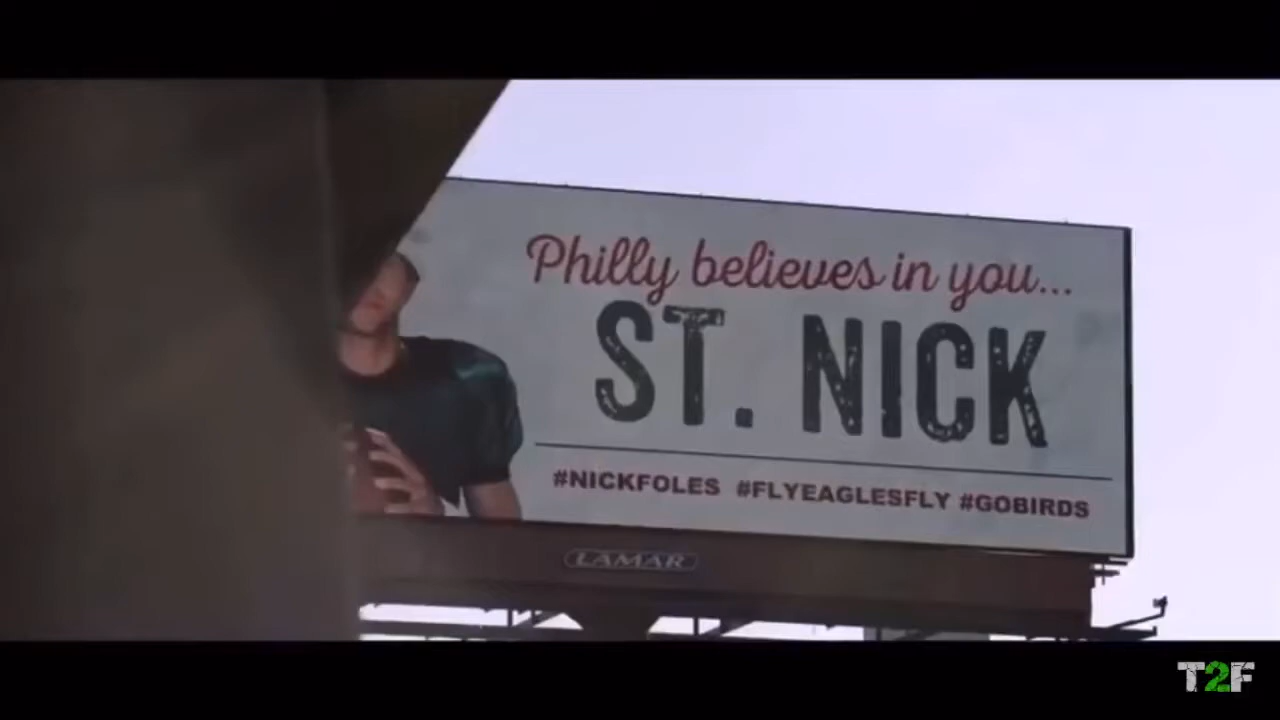 Philly believes in you...
ST. NICK
#NICKFOLES #FLYEAGLESFLY #GOBIRDS
LAMAR
T2F